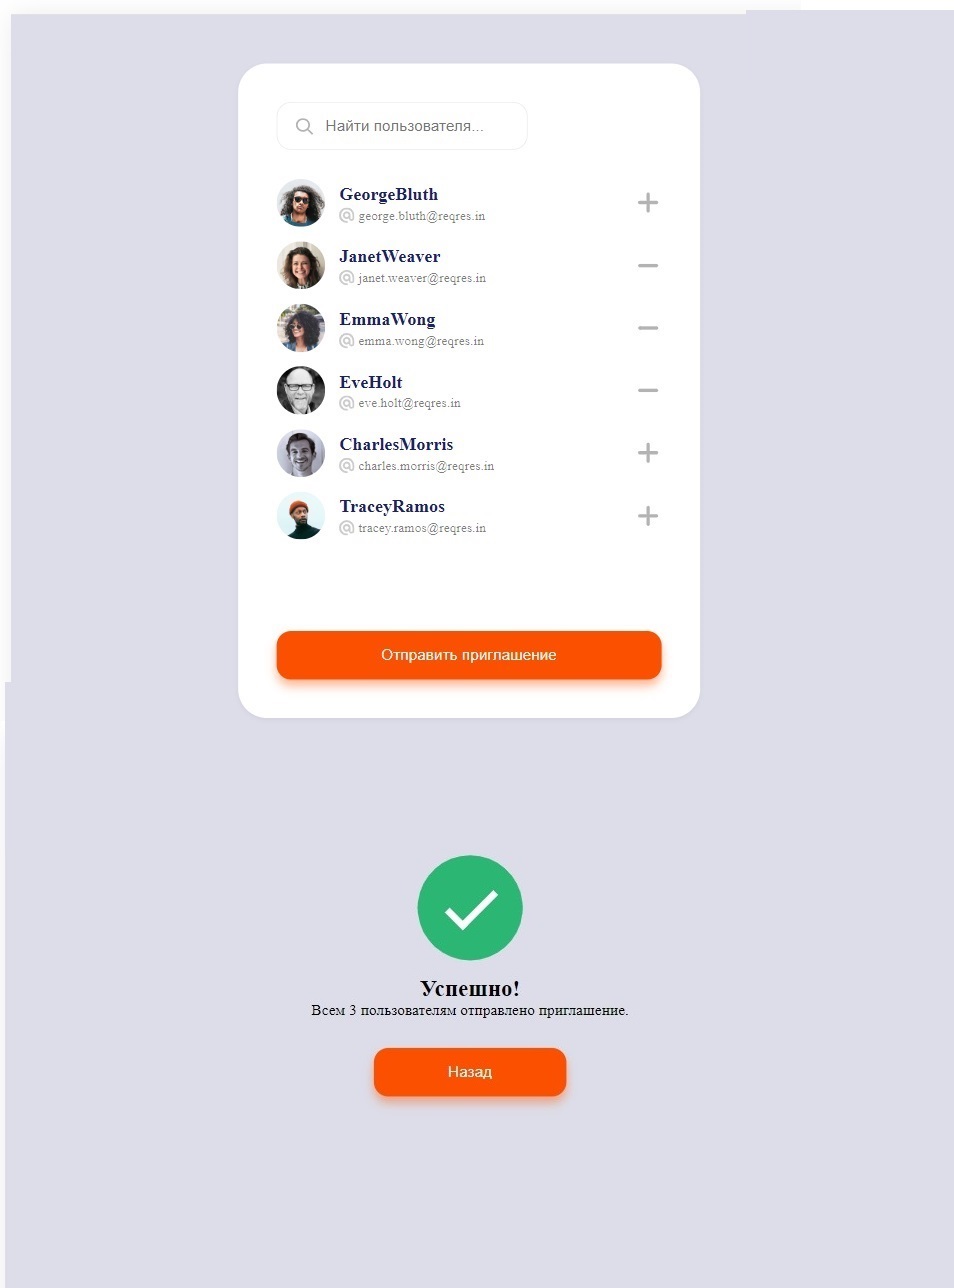 Найти пользователя...
GeorgeBluth
george.bluth@reqres.in
JanetWeaver
janet.weaver@reqres.in
EmmaWong
emma.wong@reqres.in
EveHolt
eve.holt@reqres.in
CharlesMorris
charles.morris@reqres.in
TraceyRamos
tracey.ramos@reqres.in
Отправить приглашение
Успешно!
Всем 3 пользователям отправлено приглашение.
Назад